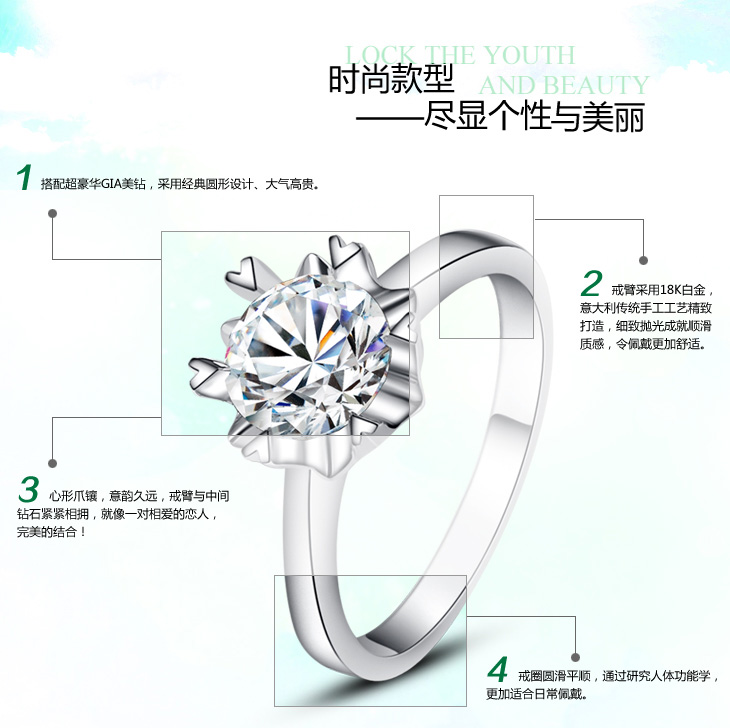 LOCK THE YOUTH
AND BEAUTY
时尚款型
——尽显个性与美丽
1 搭配超豪华GIA美钻，采用经典圆形设计、大气高贵。
2 戒臂采用18K白金，
意大利传统手工工艺精致
打造，细致抛光成就顺滑
质感，令佩戴更加舒适。
3 心形爪镶，意韵久远，戒臂与中间
钻石紧紧相拥，就像一对相爱的恋人，
完美的结合！
4 戒圈圆滑平顺，通过研究人体功能学，
更加适合日常佩戴。